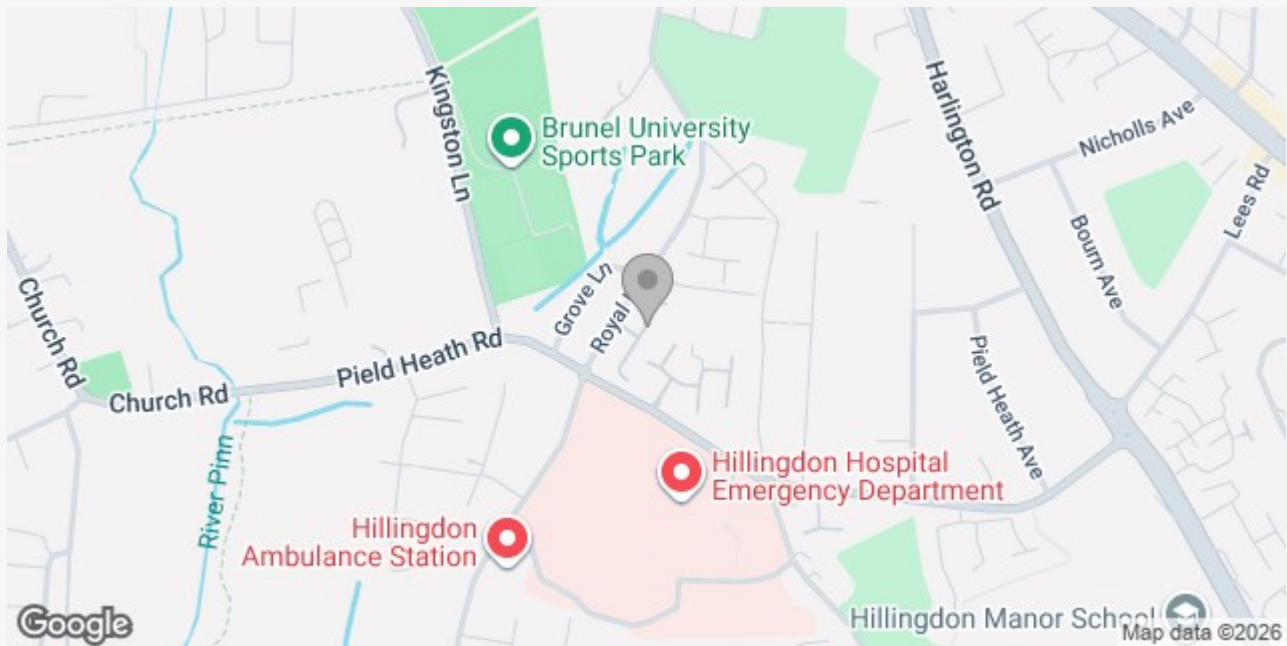 Kingston Ln
Brunel University
Sports Park
Harlington Rd
Nicholls Ave
Lees Rd
Bourn Ave
Grove Ln
Royal
Church Rd
Pield Heath Rd
Church Rd
Pield Heath Ave
River Pinn
Hillingdon Hospital
Emergency Department
Hillingdon
Ambulance Station
Hillingdon Manor School
Google
Map data ©2026